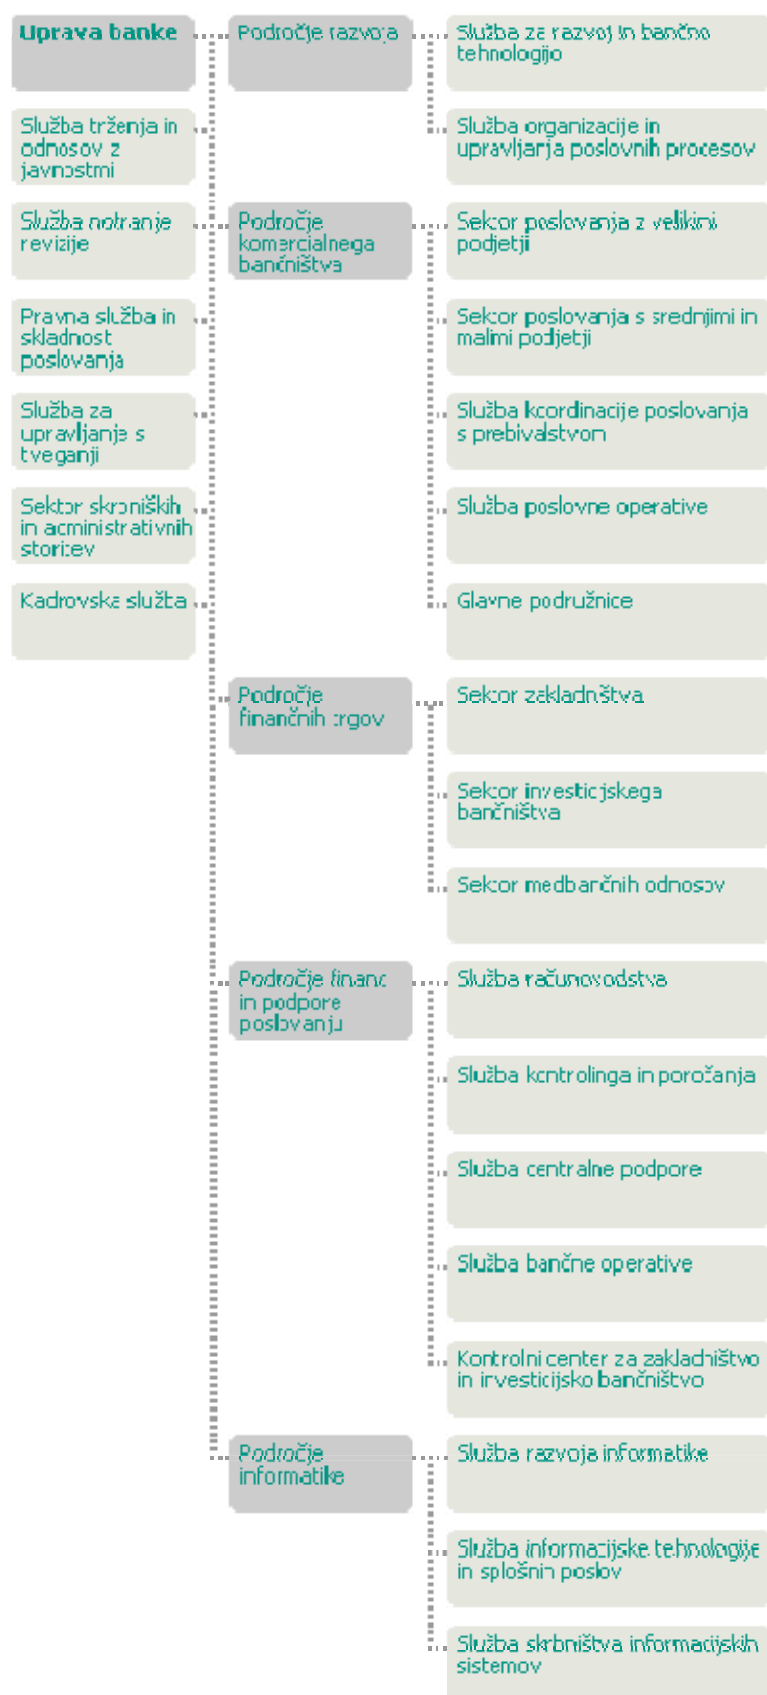 Uprava banke
Služba trženja in
odnosov z
javnostmi
Služba notranje
revizije
Pravna služba in
skladnost
poslovanja
Služba za
upravljanje s
tveganji
Sektor skrbniških
in administrativnih
storitev
Kadrovska služba
Področje razvoja
Služba za razvoj in bančno
tehnologijo
Služba organizacije in
upravljanja poslovnih procesov
Področje
komercialnega
bančništva
Sektor poslovanja z velikimi
podjetji
Sektor poslovanja s srednjimi in
malimi podjetji
Služba koordinacije poslovanja
s prebivalstvom
Služba poslovne operative
Glavne podružnice
Področje
finančnih trgov
Sektor zakladništva
Sektor investicijskega
bančništva
Sektor medbančnih odnosov
Področje financ
in podpore
poslovanju
Služba računovodstva
Služba kontrolinga in poročanja
Služba centralne podpore
Služba bančne operative
Kontrolni center za zakladništvo
in investicijsko bančništvo
Področje
informatike
Služba razvoja informatike
Služba informacijske tehnologije
in splošnih poslov
Služba skrbništva informacijskih
sistemov